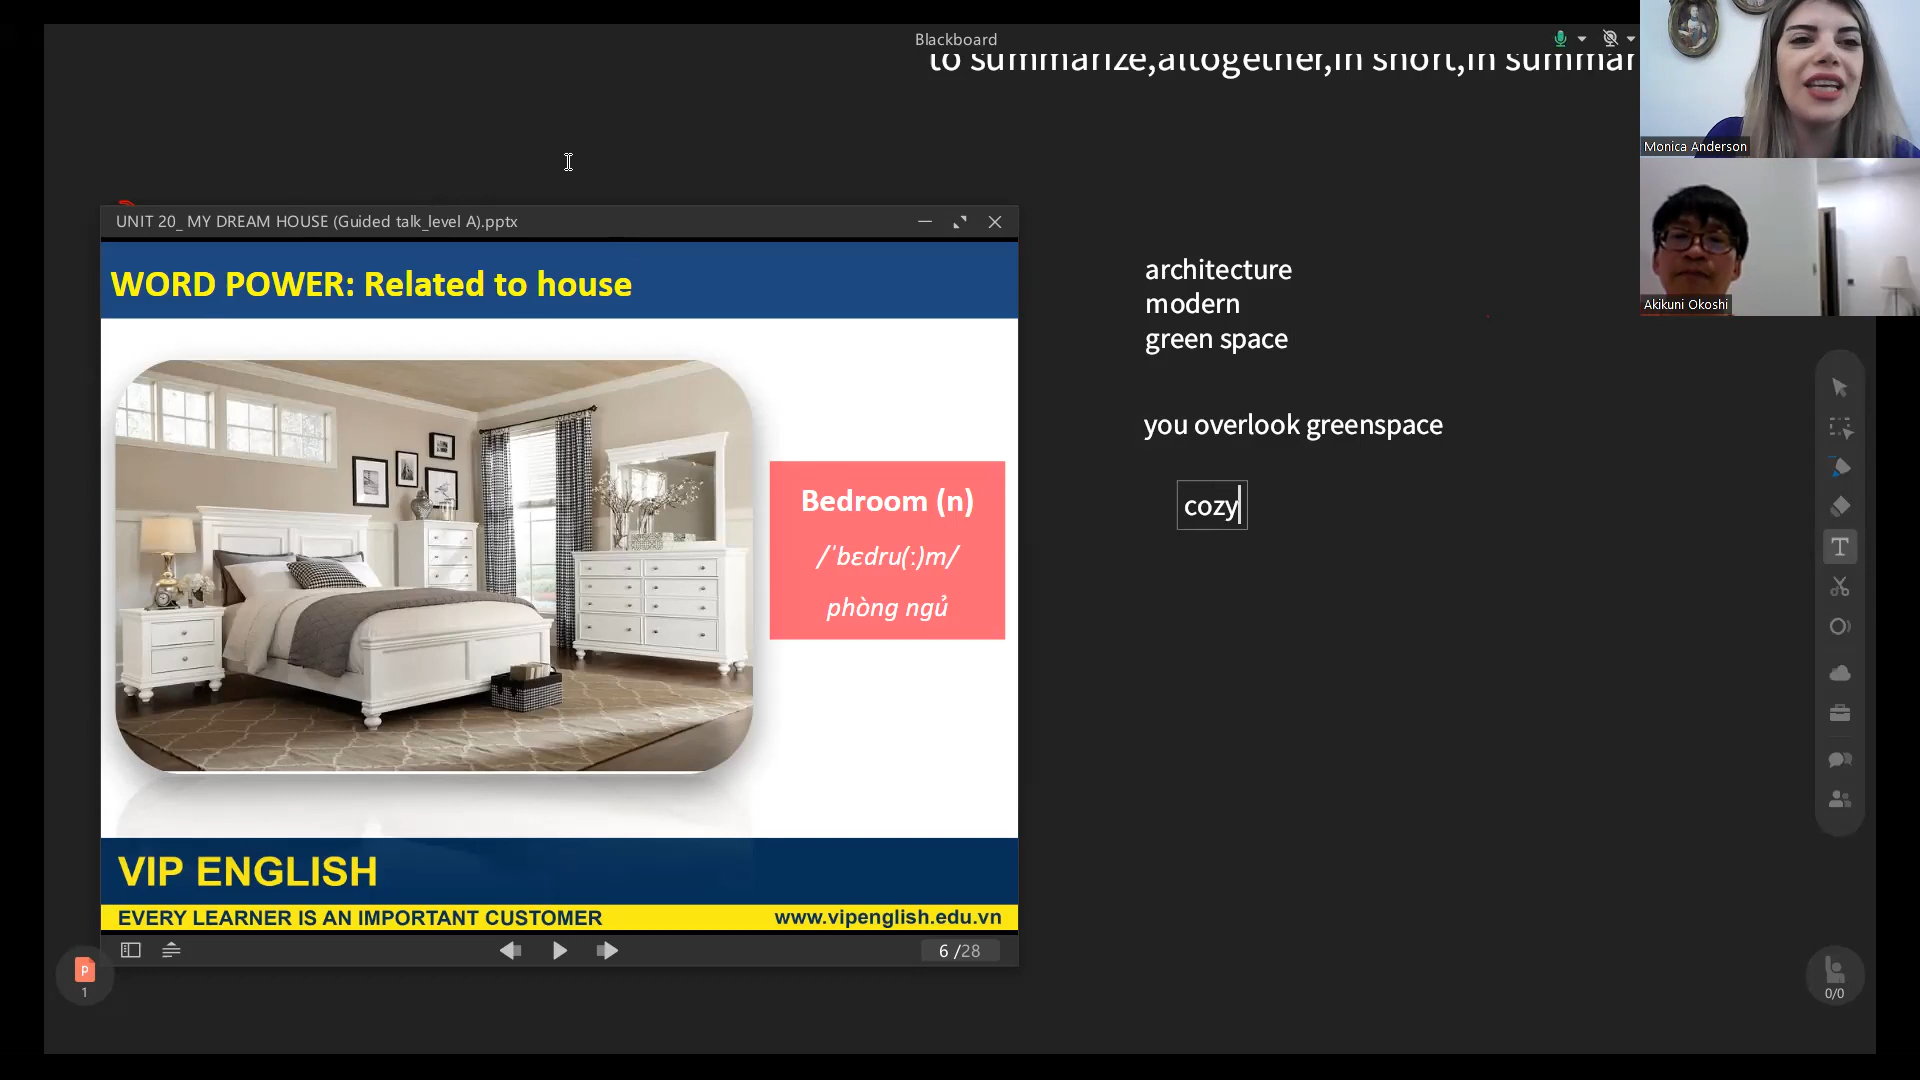 Blackboard
to summarize,altogether,in short,in summar
Monica Anderson
Akikuni Okoshi
UNIT 20_ MY DREAM HOUSE (Guided talk_level A).pptx
WORD POWER: Related to house
Bedroom (n)
/ˈbɛdru(:)m/
phòng ngủ
VIP ENGLISH
EVERY LEARNER IS AN IMPORTANT CUSTOMER
www.vipenglish.edu.vn
6 /28
architecture
modern
green space
you overlook greenspace
cozy
T
P
1
0/0